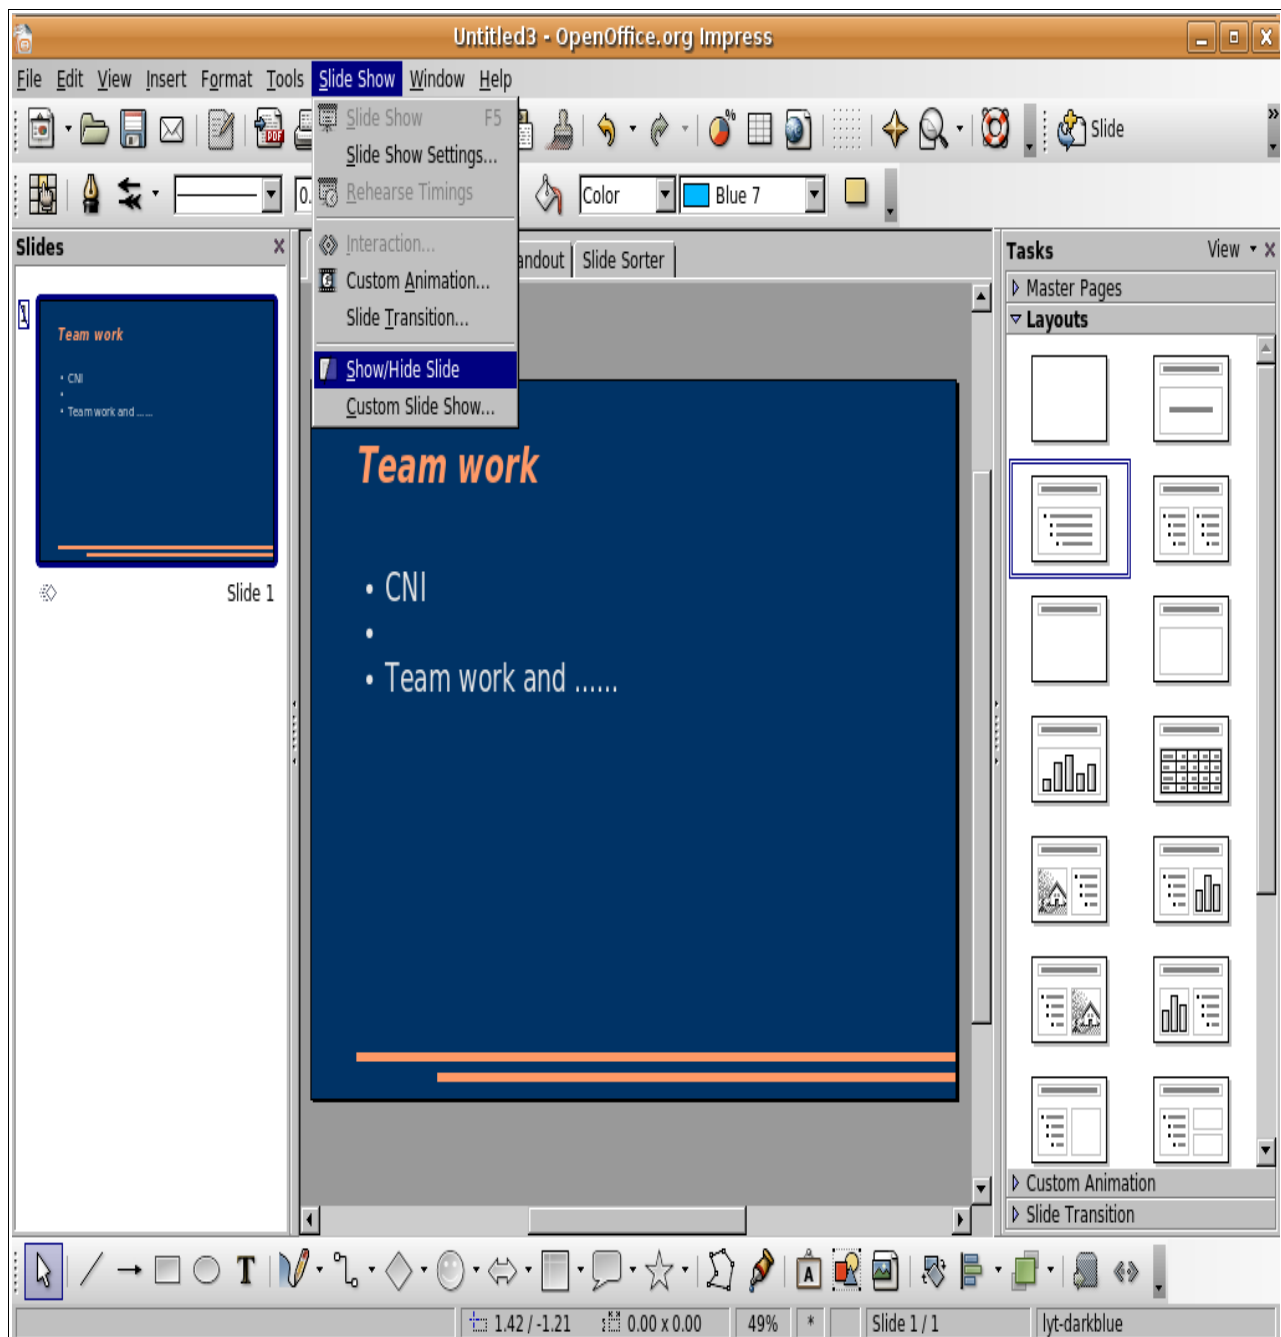 Untitled3 - OpenOffice.org Impress
File Edit View Insert Format Tools Slide Show Window Help
Slide Show F5
Slide Show Settings...
Rehearse Timings
Interaction...
Custom Animation...
Slide Transition...
Show/Hide Slide
Custom Slide Show...
Slide
0. Color Blue 7
Slides
andout Slide Sorter
1
Team work
• CNI
•
• Team work and ......
Slide 1
Team work
• CNI
•
• Team work and ......
Tasks View
Master Pages
Layouts
Custom Animation
Slide Transition
1.42 / -1.21 0.00 x 0.00 49% * Slide 1 / 1 lyt-darkblue